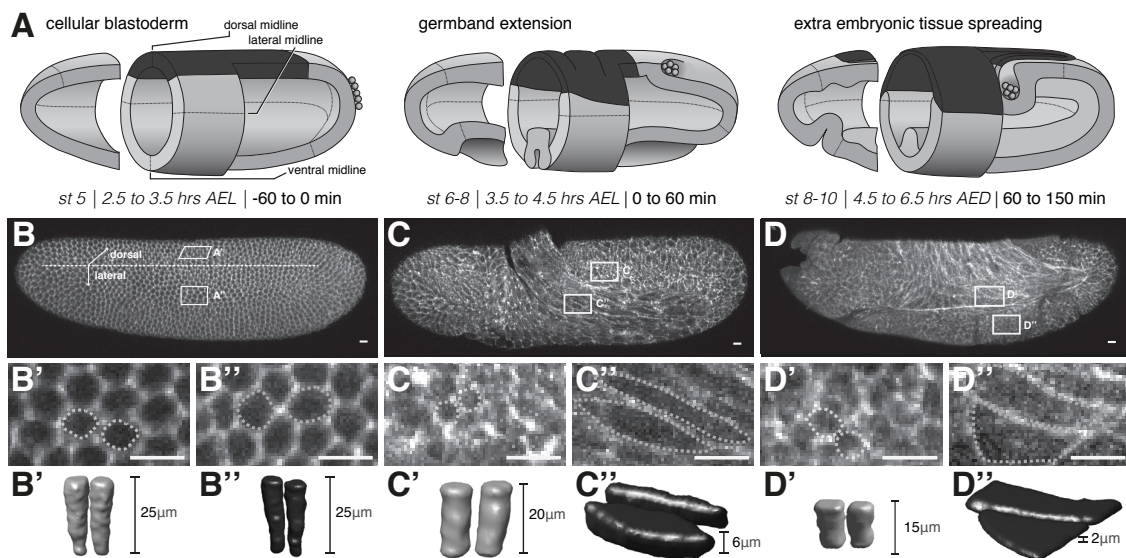 A
cellular blastoderm
dorsal midline
lateral midline
ventral midline
germband extension
extra embryonic tissue spreading
st 5 | 2.5 to 3.5 hrs AEL | -60 to 0 min
st 6-8 | 3.5 to 4.5 hrs AEL | 0 to 60 min
st 8-10 | 4.5 to 6.5 hrs AED | 60 to 150 min
B
dorsal
lateral
A'
A''
C
C'
C''
D
D'
D''
B'
B''
C'
C''
D'
D''
B'
25μm
B''
25μm
C'
20μm
C''
6μm
D'
15μm
D''
2μm